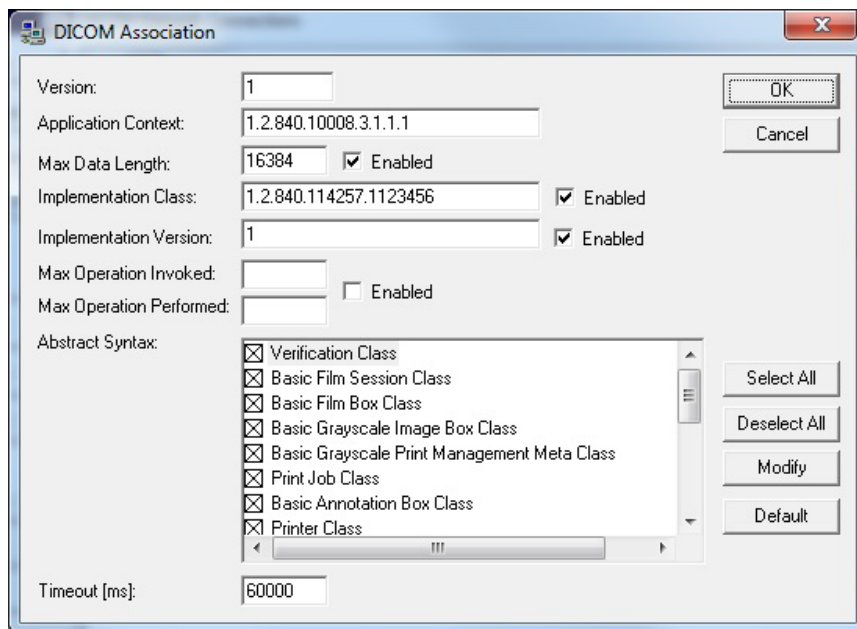 DICOM Association
Version: 1
OK
Application Context: 1.2.840.10008.3.1.1.1
Cancel
Max Data Length: 16384 Enabled
Implementation Class: 1.2.840.114257.1123456 Enabled
Implementation Version: 1 Enabled
Max Operation Invoked:
Enabled
Max Operation Performed:
Abstract Syntax:
Verification Class
Basic Film Session Class
Select All
Basic Film Box Class
Basic Grayscale Image Box Class
Deselect All
Basic Grayscale Print Management Meta Class
Modify
Print Job Class
Basic Annotation Box Class
Default
Printer Class
Timeout [ms]: 60000